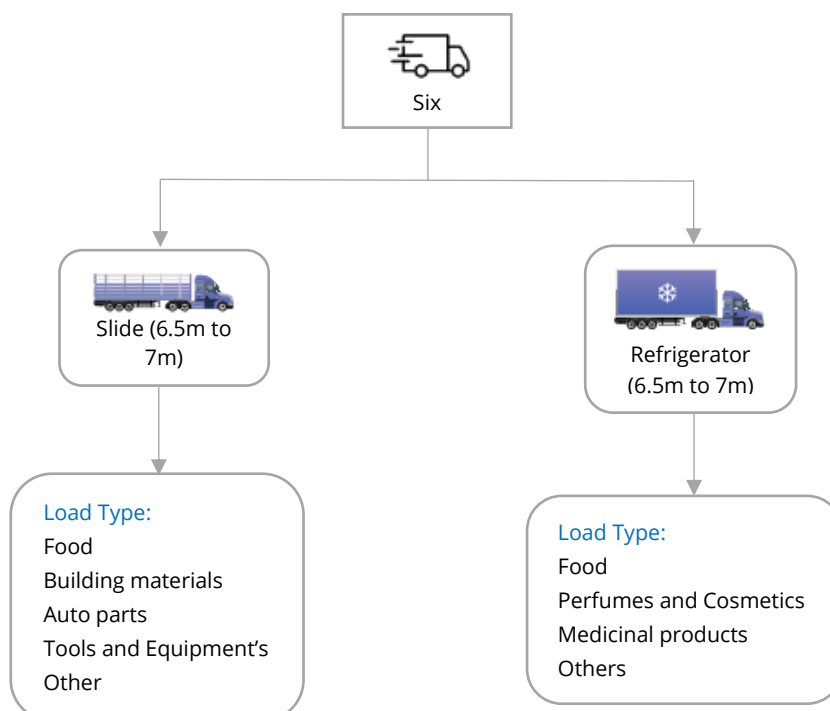 Six
Slide (6.5m to
7m)
Refrigerator
(6.5m to 7m)
Load Type:
Food
Building materials
Auto parts
Tools and Equipment’s
Other
Load Type:
Food
Perfumes and Cosmetics
Medicinal products
Others